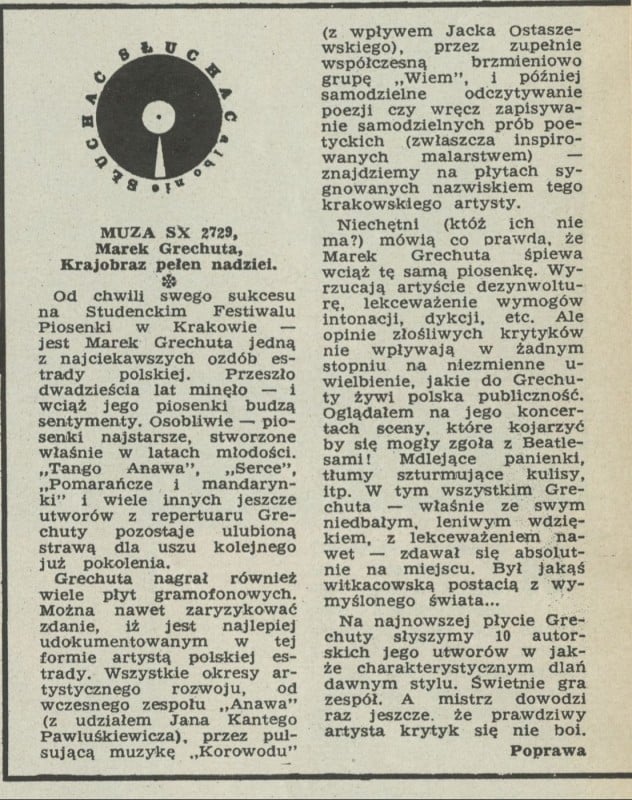 SŁUCHAĆ albo nie SŁUCHAĆ
MUZA SX 2729,
Marek Grechuta,
Krajobraz pełen nadziei.
Od chwili swego sukcesu
na Studenckim Festiwalu
Piosenki w Krakowie —
jest Marek Grechuta jedną
z najciekawszych ozdób es-
trady polskiej. Przeszło
dwadzieścia lat minęło — i
wciąż jego piosenki budzą
sentymenty. Osobliwie — pio-
senki najstarsze, stworzone
właśnie w latach młodości.
„Tango Anawa”, „Serce”,
„Pomarańcze i mandaryn-
ki” i wiele innych jeszcze
utworów z repertuaru Gre-
chuty pozostaje ulubioną
strawą dla uszu kolejnego
już pokolenia.
Grechuta nagrał również
wiele płyt gramofonowych.
Można nawet zaryzykować
zdanie, iż jest najlepiej
udokumentowanym w tej
formie artystą polskiej es-
trady. Wszystkie okresy ar-
tystycznego rozwoju, od
wczesnego zespołu „Anawa”
(z udziałem Jana Kantego
Pawluśkiewicza), przez pul-
sującą muzykę „Korowodu”
(z wpływem Jacka Ostasze-
wskiego), przez zupełnie
współczesną brzmieniowo
grupę „Wiem”, i później
samodzielne odczytywanie
poezji czy wręcz zapisywa-
nie samodzielnych prób poe-
tyckich (zwłaszcza inspiro-
wanych malarstwem) —
znajdziemy na płytach sy-
gnowanych nazwiskiem tego
krakowskiego artysty.
Niechętni (któż ich nie
ma?) mówią co prawda, że
Marek Grechuta śpiewa
wciąż tę samą piosenkę. Wy-
rzucają artyście dezynwoltu-
rę, lekceważenie wymogów
intonacji, dykcji, etc. Ale
opinie złośliwych krytyków
nie wpływają w żadnym
stopniu na niezmienne u-
wielbienie, jakie do Grechu-
ty żywi polska publiczność.
Oglądałem na jego koncer-
tach sceny, które kojarzyć
by się mogły zgoła z Beatle-
sami! Mdlejące panienki,
tłumy szturmujące kulisy,
itp. W tym wszystkim Gre-
chuta — właśnie ze swym
niedbałym, leniwym wdzię-
kiem, z lekceważeniem na-
wet — zdawał się absolut-
nie na miejscu. Był jakąś
witkacowską postacią z wy-
myślonego świata...
Na najnowszej płycie Gre-
chuty słyszymy 10 autor-
skich jego utworów w jak-
że charakterystycznym dlań
dawnym stylu. Świetnie gra
zespół. A mistrz dowodzi
raz jeszcze. że prawdziwy
artysta krytyk się nie boi.
Poprawa